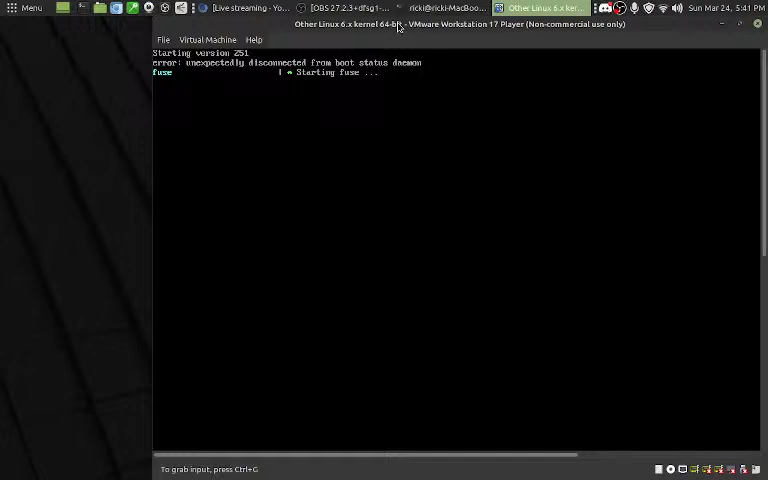 Menu
[Live streaming - Yo...
[OBS 27.2.3+dfsg1-...
ricki@ricki-MacBoo...
Other Linux 6.x ker...
Sun Mar 24, 5:41 PM
Other Linux 6.x kernel 64-bit - VMware Workstation 17 Player (Non-commercial use only)
File Virtual Machine Help
Starting version 251
error: unexpectedly disconnected from boot status daemon
fuse | * Starting fuse ...
To grab input, press Ctrl+G